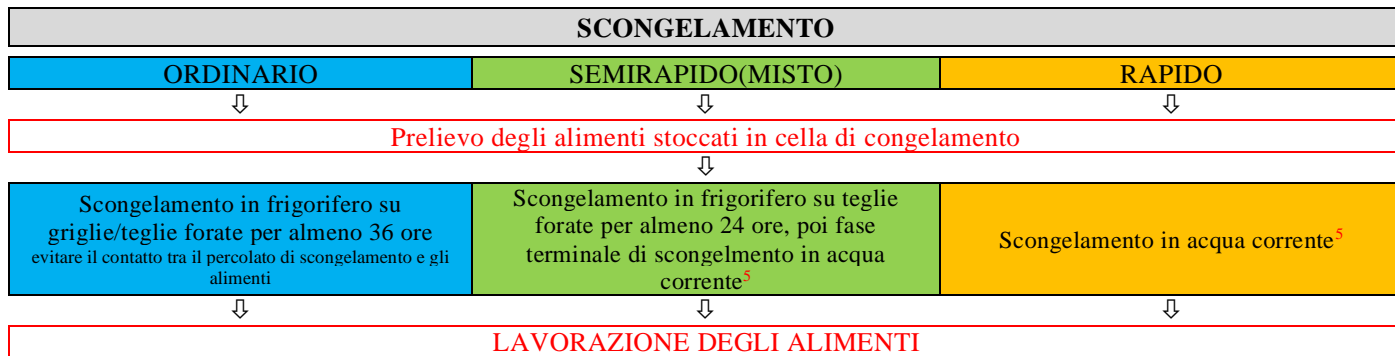 SCONGELAMENTO
ORDINARIO
SEMIRAPIDO(MISTO)
RAPIDO
⇩ ⇩ ⇩
Prelievo degli alimenti stoccati in cella di congelamento
⇩
Scongelamento in frigorifero su
griglie/teglie forate per almeno 36 ore
evitare il contatto tra il percolato di scongelamento e gli
alimenti
Scongelamento in frigorifero su teglie
forate per almeno 24 ore, poi fase
terminale di scongelmento in acqua
corrente5
Scongelamento in acqua corrente5
⇩ ⇩ ⇩
LAVORAZIONE DEGLI ALIMENTI